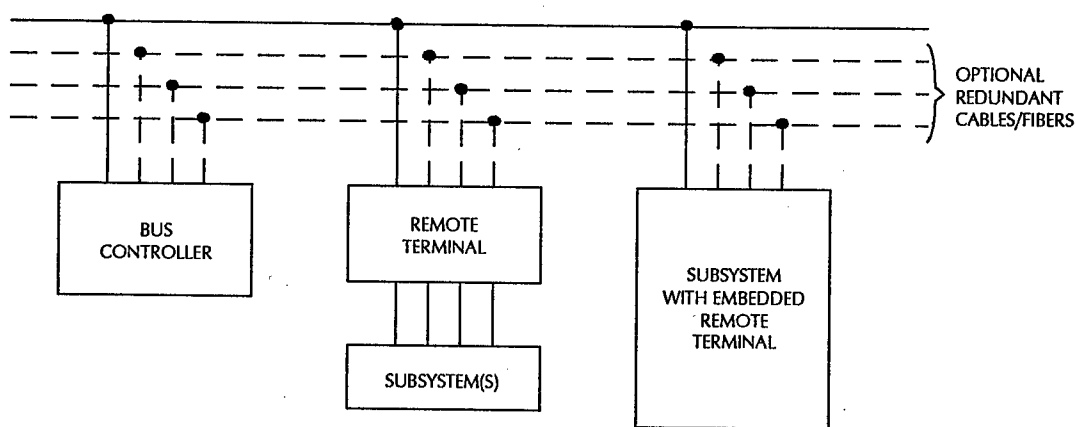 OPTIONAL
REDUNDANT
CABLES/FIBERS
BUS
CONTROLLER
REMOTE
TERMINAL
SUBSYSTEM(S)
SUBSYSTEM
WITH EMBEDDED
REMOTE
TERMINAL